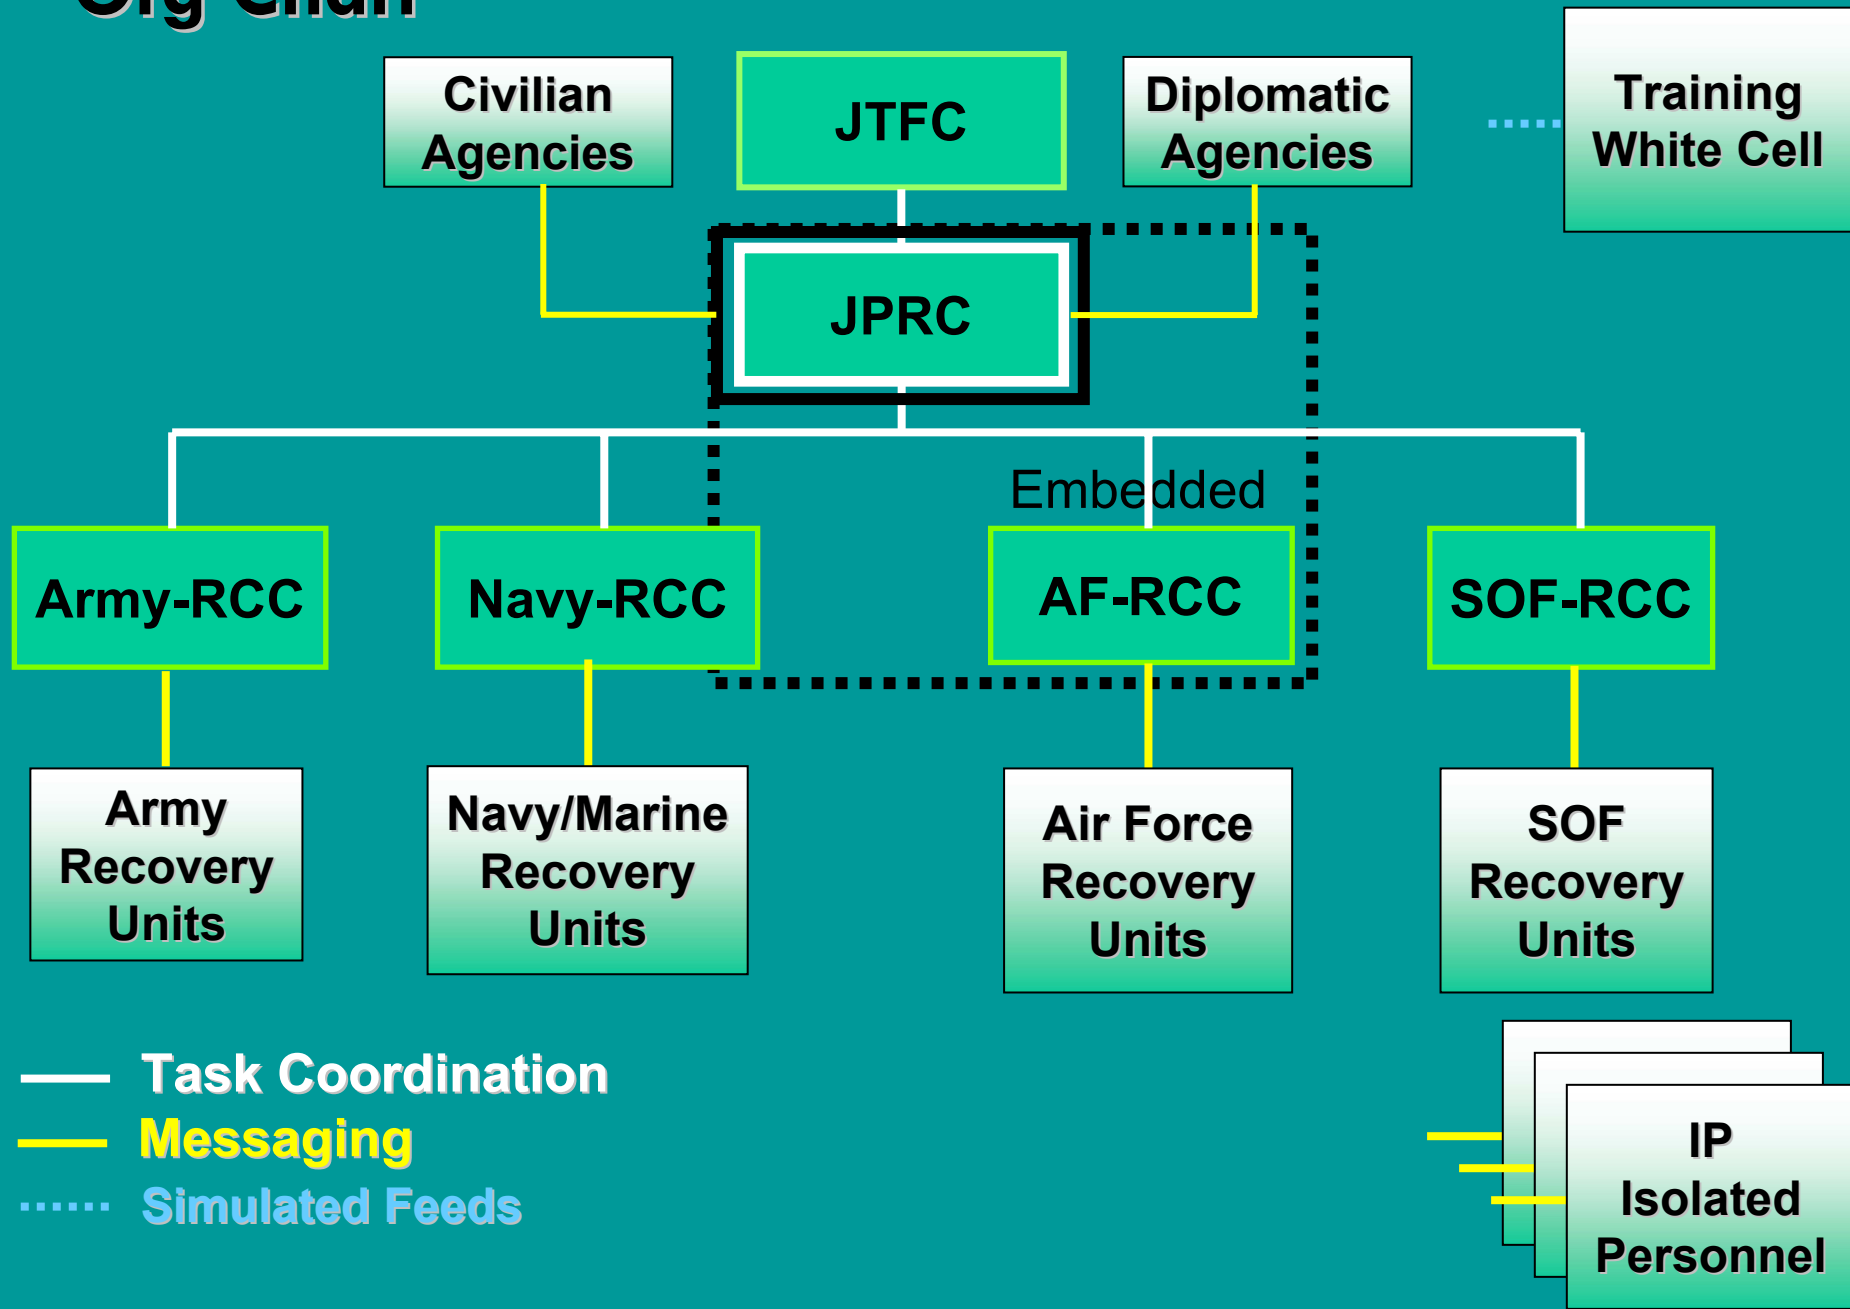 Org Chart
Civilian
Agencies
JTFC
Diplomatic
Agencies
Training
White Cell
JPRC
Embedded
Army-RCC
Navy-RCC
AF-RCC
SOF-RCC
Army
Recovery
Units
Navy/Marine
Recovery
Units
Air Force
Recovery
Units
SOF
Recovery
Units
Task Coordination
Messaging
Simulated Feeds
IP
Isolated
Personnel